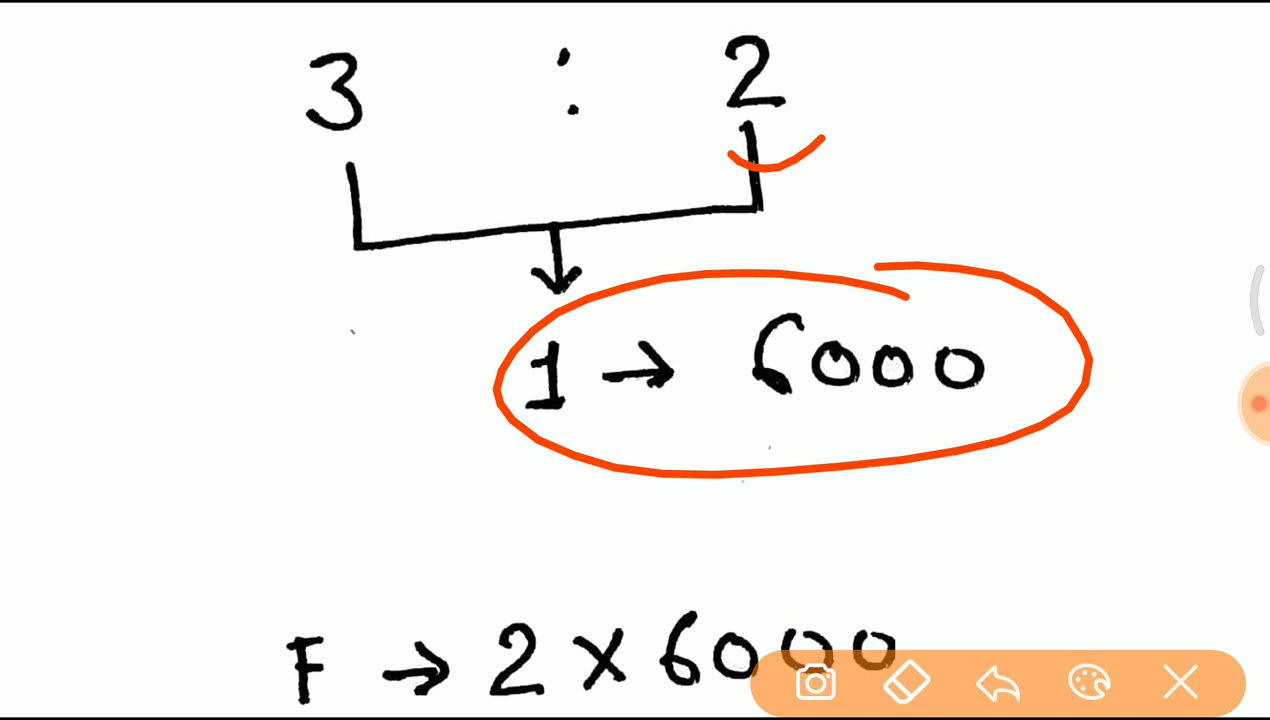 3 : 2
1 → 6000
F → 2 × 6000